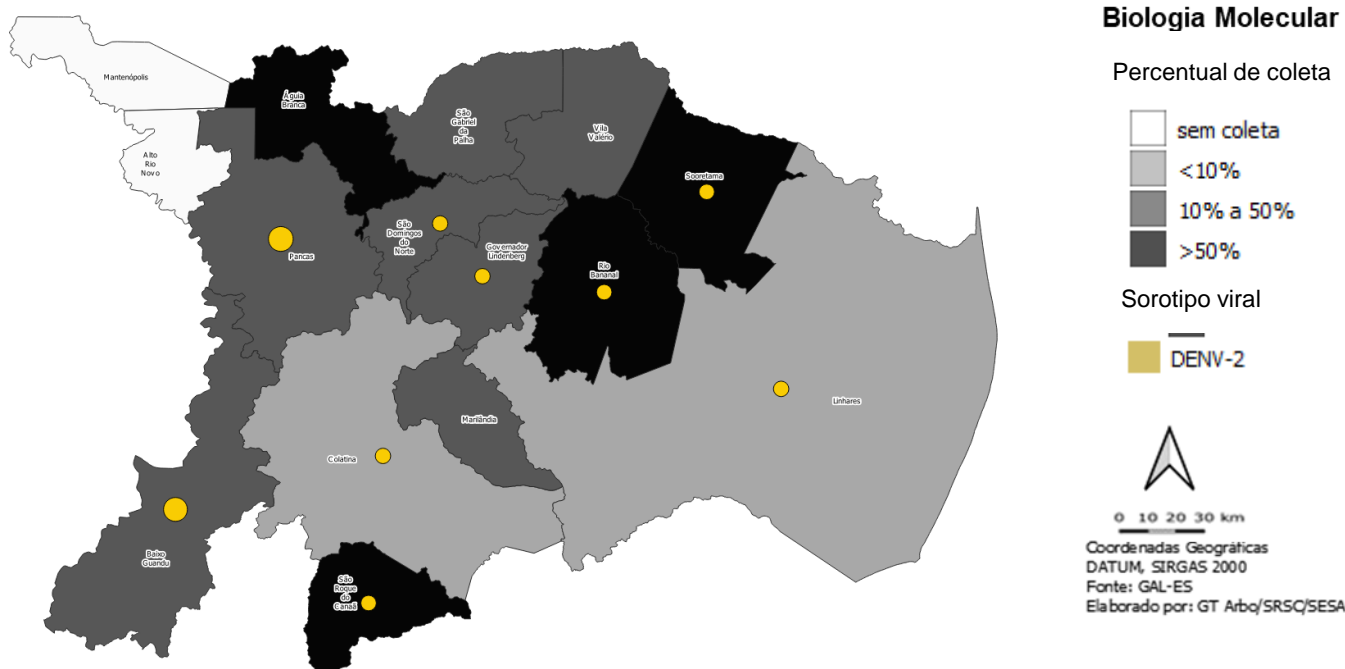 Biologia Molecular
Percentual de coleta
sem coleta
<10%
10% a 50%
>50%
Sorotipo viral
DENV-2
0 10 20 30 km
Coordenadas Geográficas
DATUM, SIRGAS 2000
Fonte: GAL-ES
Elaborado por: GT Arbo/SRSC/SESA
Mantenópolis
Águia
Branca
São
Gabriel
da
Palha
Vila
Valério
Alto
Rio
Novo
Sooretama
São
Domingos
do
Norte
Governador
Lindenberg
Pancas
Rio
Bananal
Linhares
Marilândia
Colatina
Baixo
Guandu
São
Roque
do
Canaã